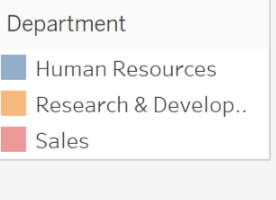 Department
Human Resources
Research & Develop..
Sales